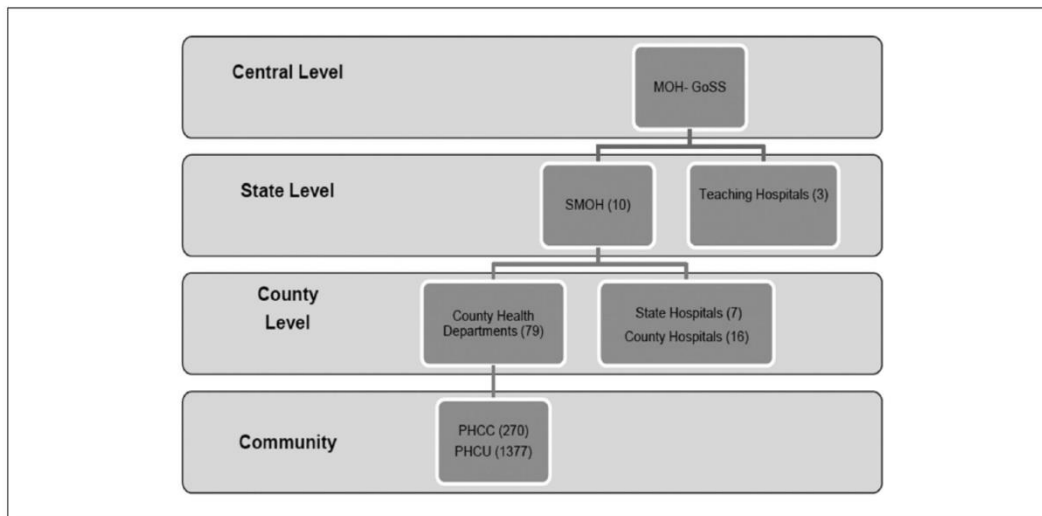 Central Level
MOH- GoSS
State Level
SMOH (10)
Teaching Hospitals (3)
County
Level
County Health
Departments (79)
State Hospitals (7)
County Hospitals (16)
Community
PHCC (270)
PHCU (1377)